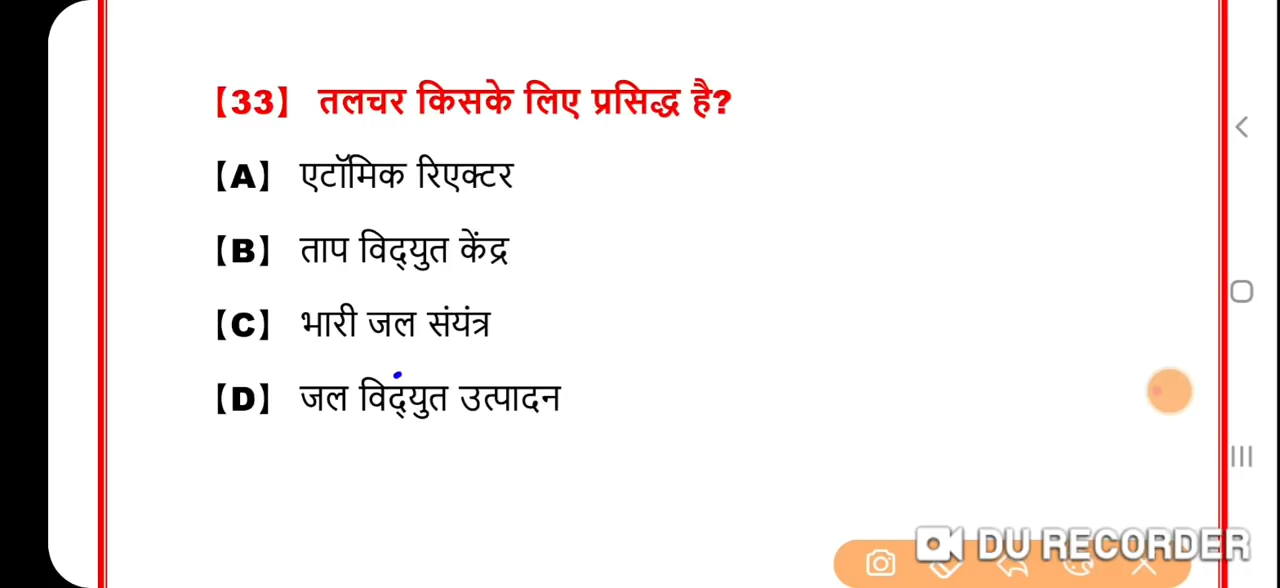 【33】 तलचर किसके लिए प्रसिद्ध है?
【A】 एटॉमिक रिएक्टर
【B】 ताप विद्युत केंद्र
【C】 भारी जल संयंत्र
【D】 जल विद्युत उत्पादन
DU RECORDER